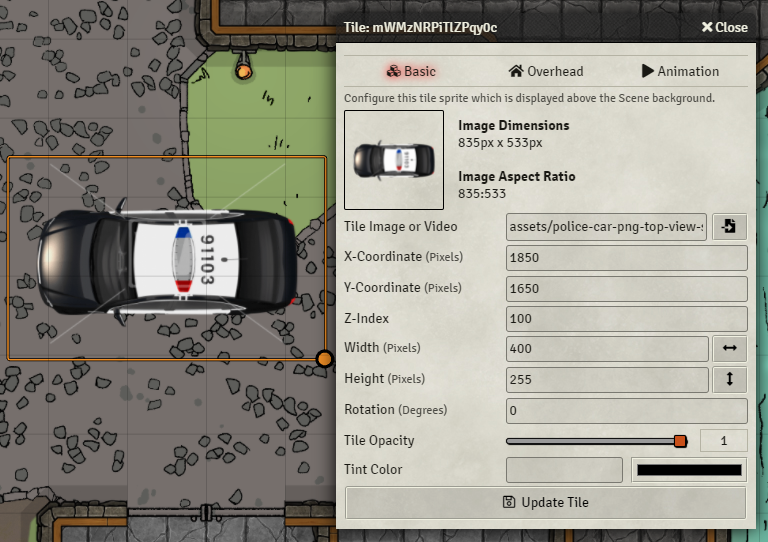 Tile: mWMzNRPiTlZPqy0c
Close
Basic
Overhead
Animation
Configure this tile sprite which is displayed above the Scene background.
Image Dimensions
835px x 533px
Image Aspect Ratio
835:533
Tile Image or Video
assets/police-car-png-top-view-s
X-Coordinate (Pixels)
1850
Y-Coordinate (Pixels)
1650
Z-Index
100
Width (Pixels)
400
Height (Pixels)
255
Rotation (Degrees)
0
Tile Opacity
1
Tint Color
Update Tile
91103